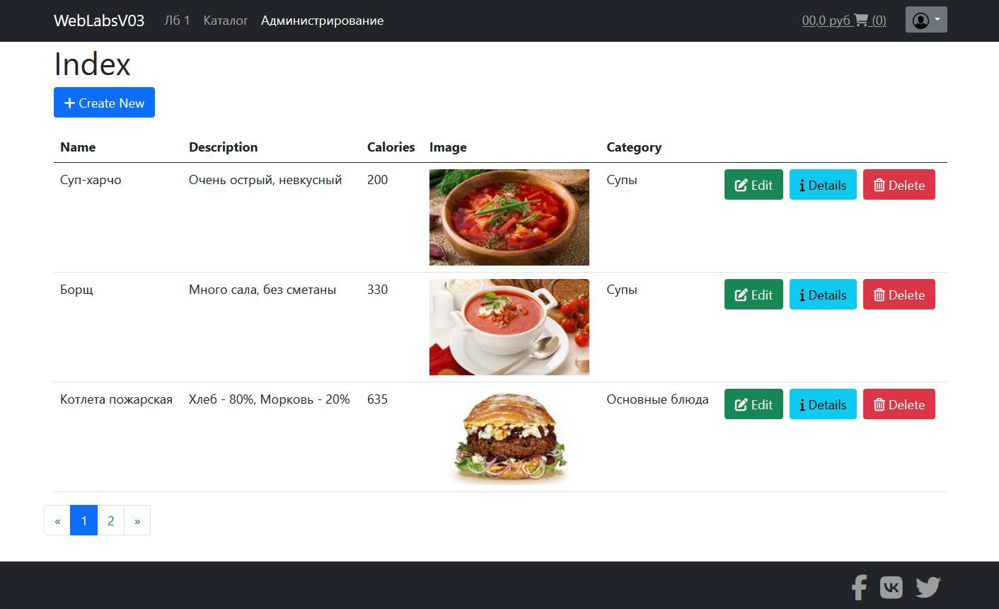 WebLabsV03 Лб 1 Каталог Администрирование 00,0 руб (0)
Index
+ Create New
Name Description Calories Image Category
Суп-харчо Очень острый, невкусный 200 Супы Edit Details Delete
Борщ Много сала, без сметаны 330 Супы Edit Details Delete
Котлета пожарская Хлеб - 80%, Морковь - 20% 635 Основные блюда Edit Details Delete
« 1 2 »